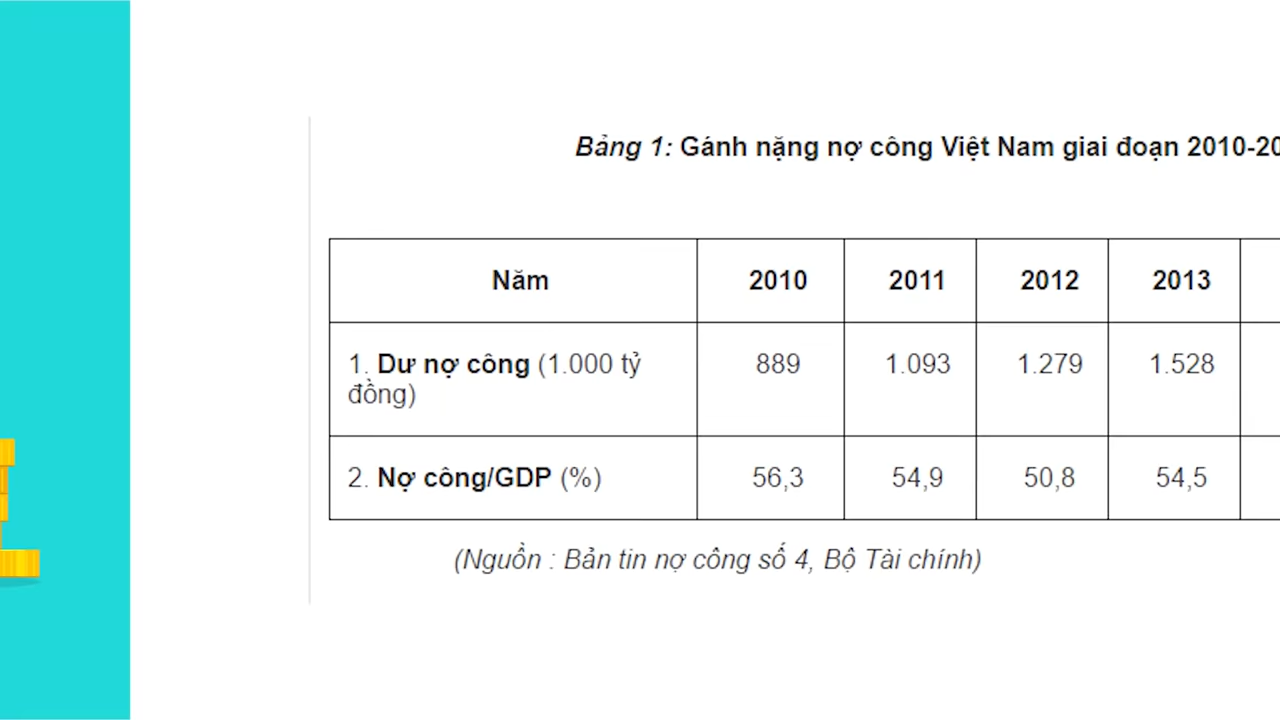 Bảng 1: Gánh nặng nợ công Việt Nam giai đoạn 2010-20
Năm 2010 2011 2012 2013
1. Dư nợ công (1.000 tỷ 889 1.093 1.279 1.528
đồng)
2. Nợ công/GDP (%) 56,3 54,9 50,8 54,5
(Nguồn : Bản tin nợ công số 4, Bộ Tài chính)